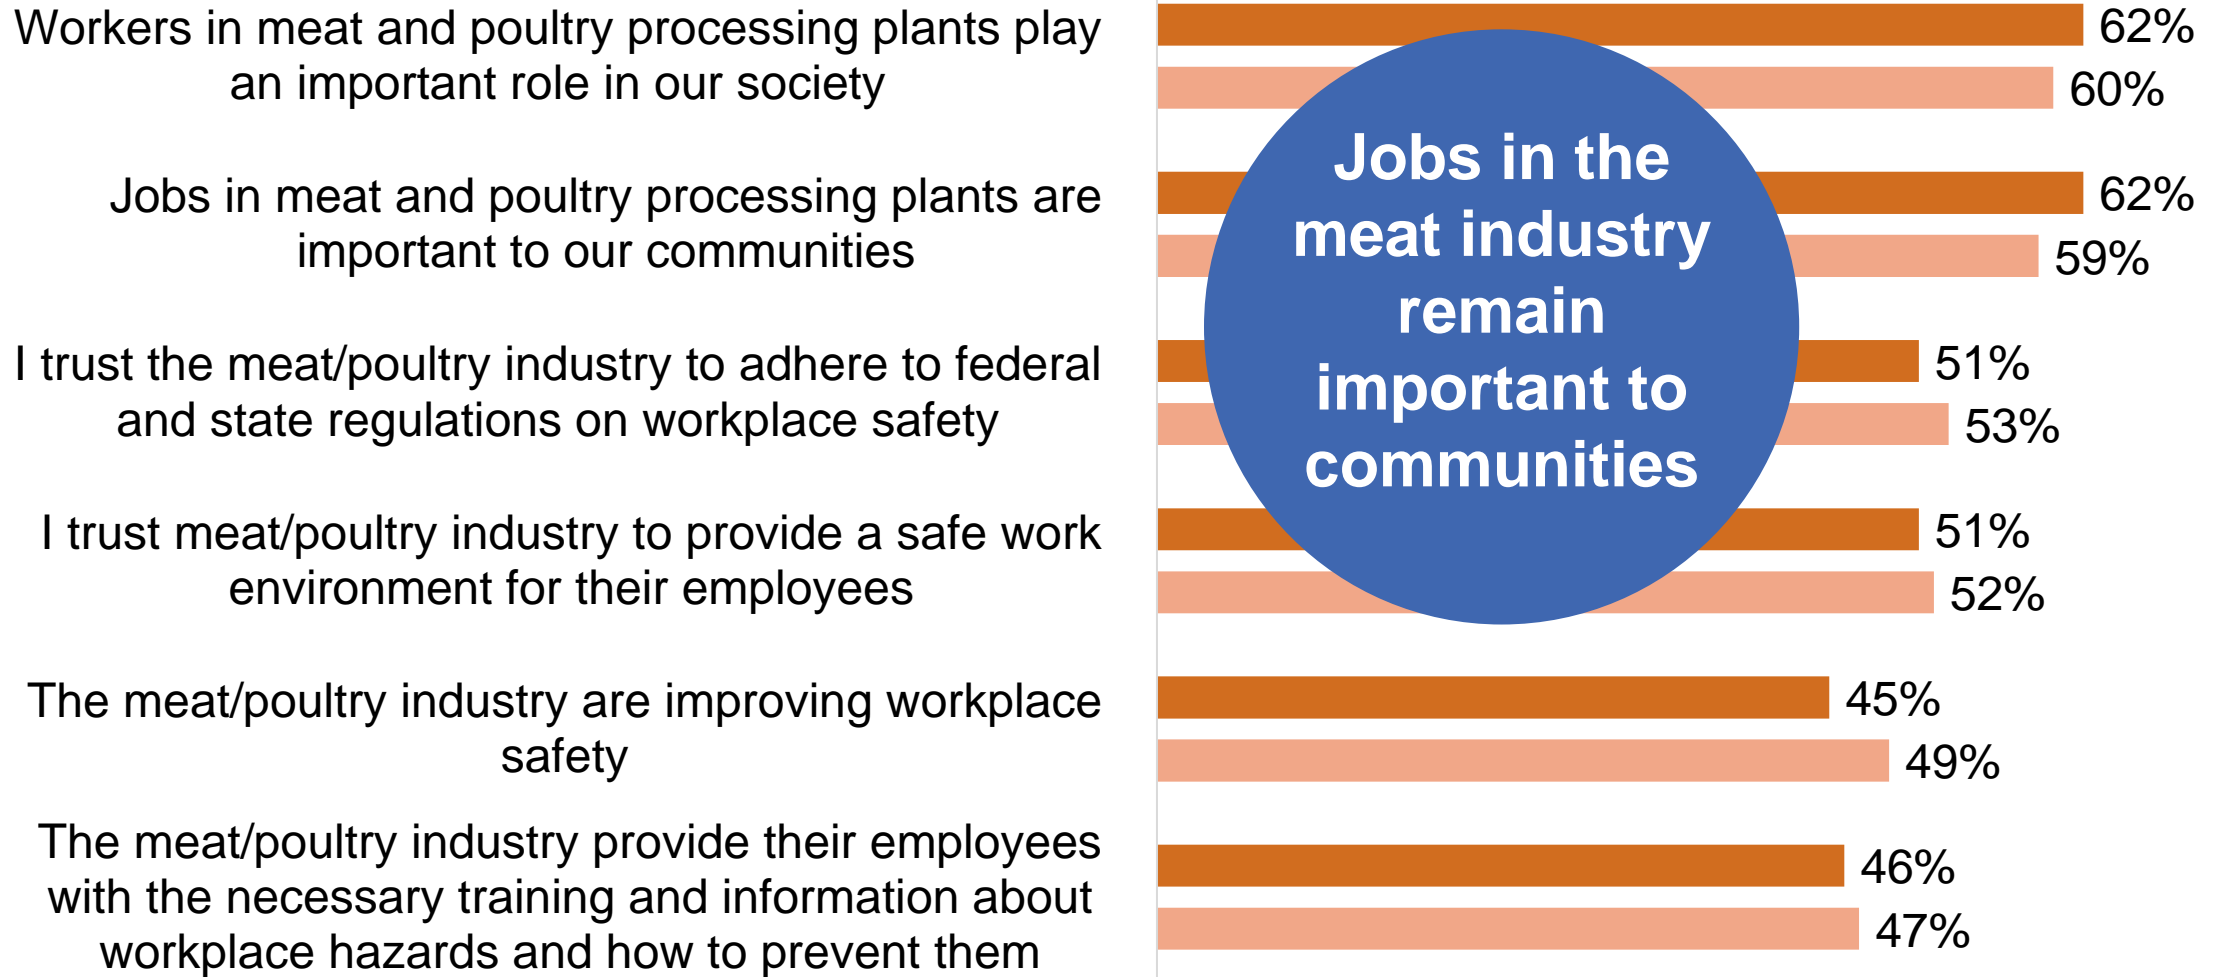 Workers in meat and poultry processing plants play
an important role in our society
62%
60%
Jobs in meat and poultry processing plants are
important to our communities
62%
59%
I trust the meat/poultry industry to adhere to federal
and state regulations on workplace safety
51%
53%
I trust meat/poultry industry to provide a safe work
environment for their employees
51%
52%
The meat/poultry industry are improving workplace
safety
45%
49%
The meat/poultry industry provide their employees
with the necessary training and information about
workplace hazards and how to prevent them
46%
47%
Jobs in the
meat industry
remain
important to
communities